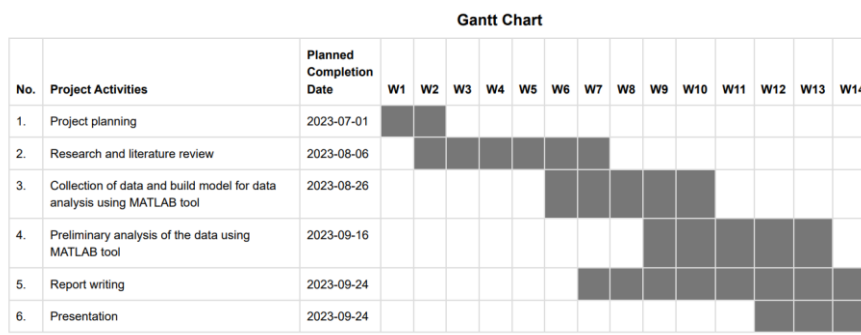 Gantt Chart
No. Project Activities Planned Completion Date W1 W2 W3 W4 W5 W6 W7 W8 W9 W10 W11 W12 W13 W14
1. Project planning 2023-07-01
2. Research and literature review 2023-08-06
3. Collection of data and build model for data 2023-08-26
analysis using MATLAB tool
4. Preliminary analysis of the data using 2023-09-16
MATLAB tool
5. Report writing 2023-09-24
6. Presentation 2023-09-24